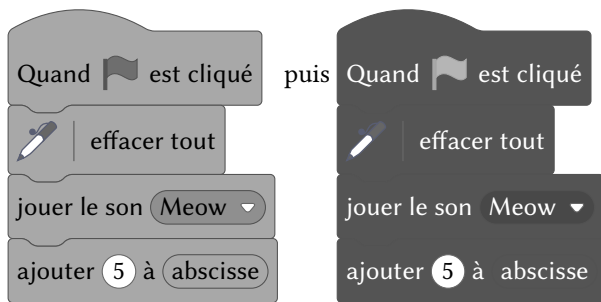 Quand est cliqué puis Quand est cliqué
effacer tout effacer tout
jouer le son Meow jouer le son Meow
ajouter 5 à abscisse ajouter 5 à abscisse